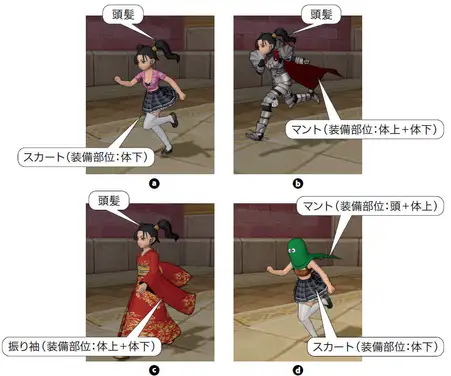 頭髪
頭髪
マント(装備部位:体上+体下)
スカート(装備部位:体下)
a
b
頭髪
マント(装備部位:頭+体上)
振り袖(装備部位:体上+体下)
スカート(装備部位:体下)
c
d